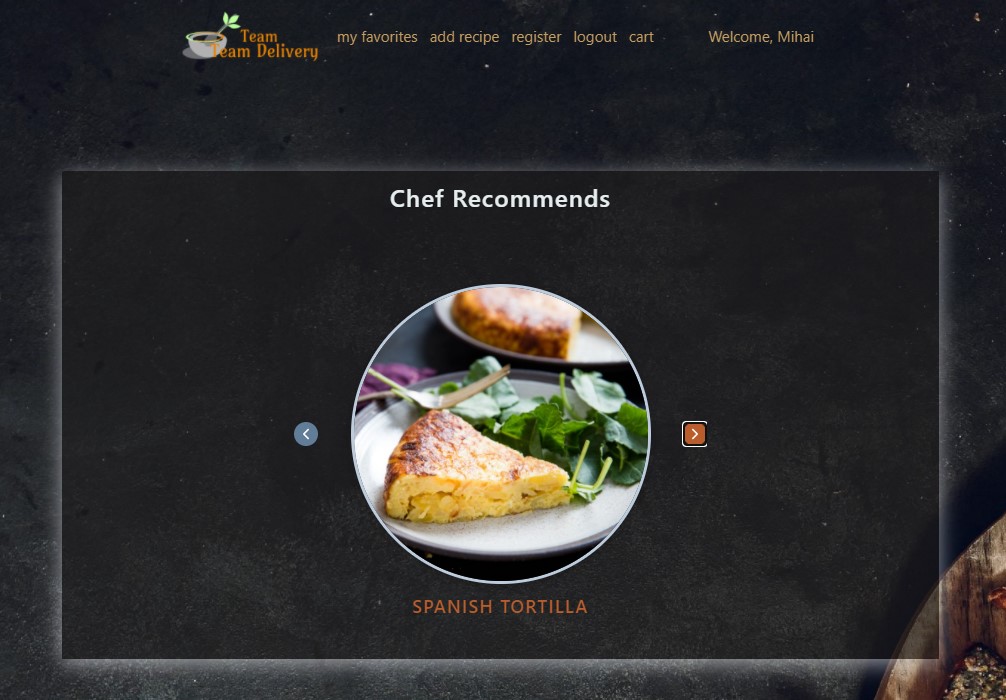 Team
Team Delivery
my favorites add recipe register logout cart Welcome, Mihai
Chef Recommends
SPANISH TORTILLA